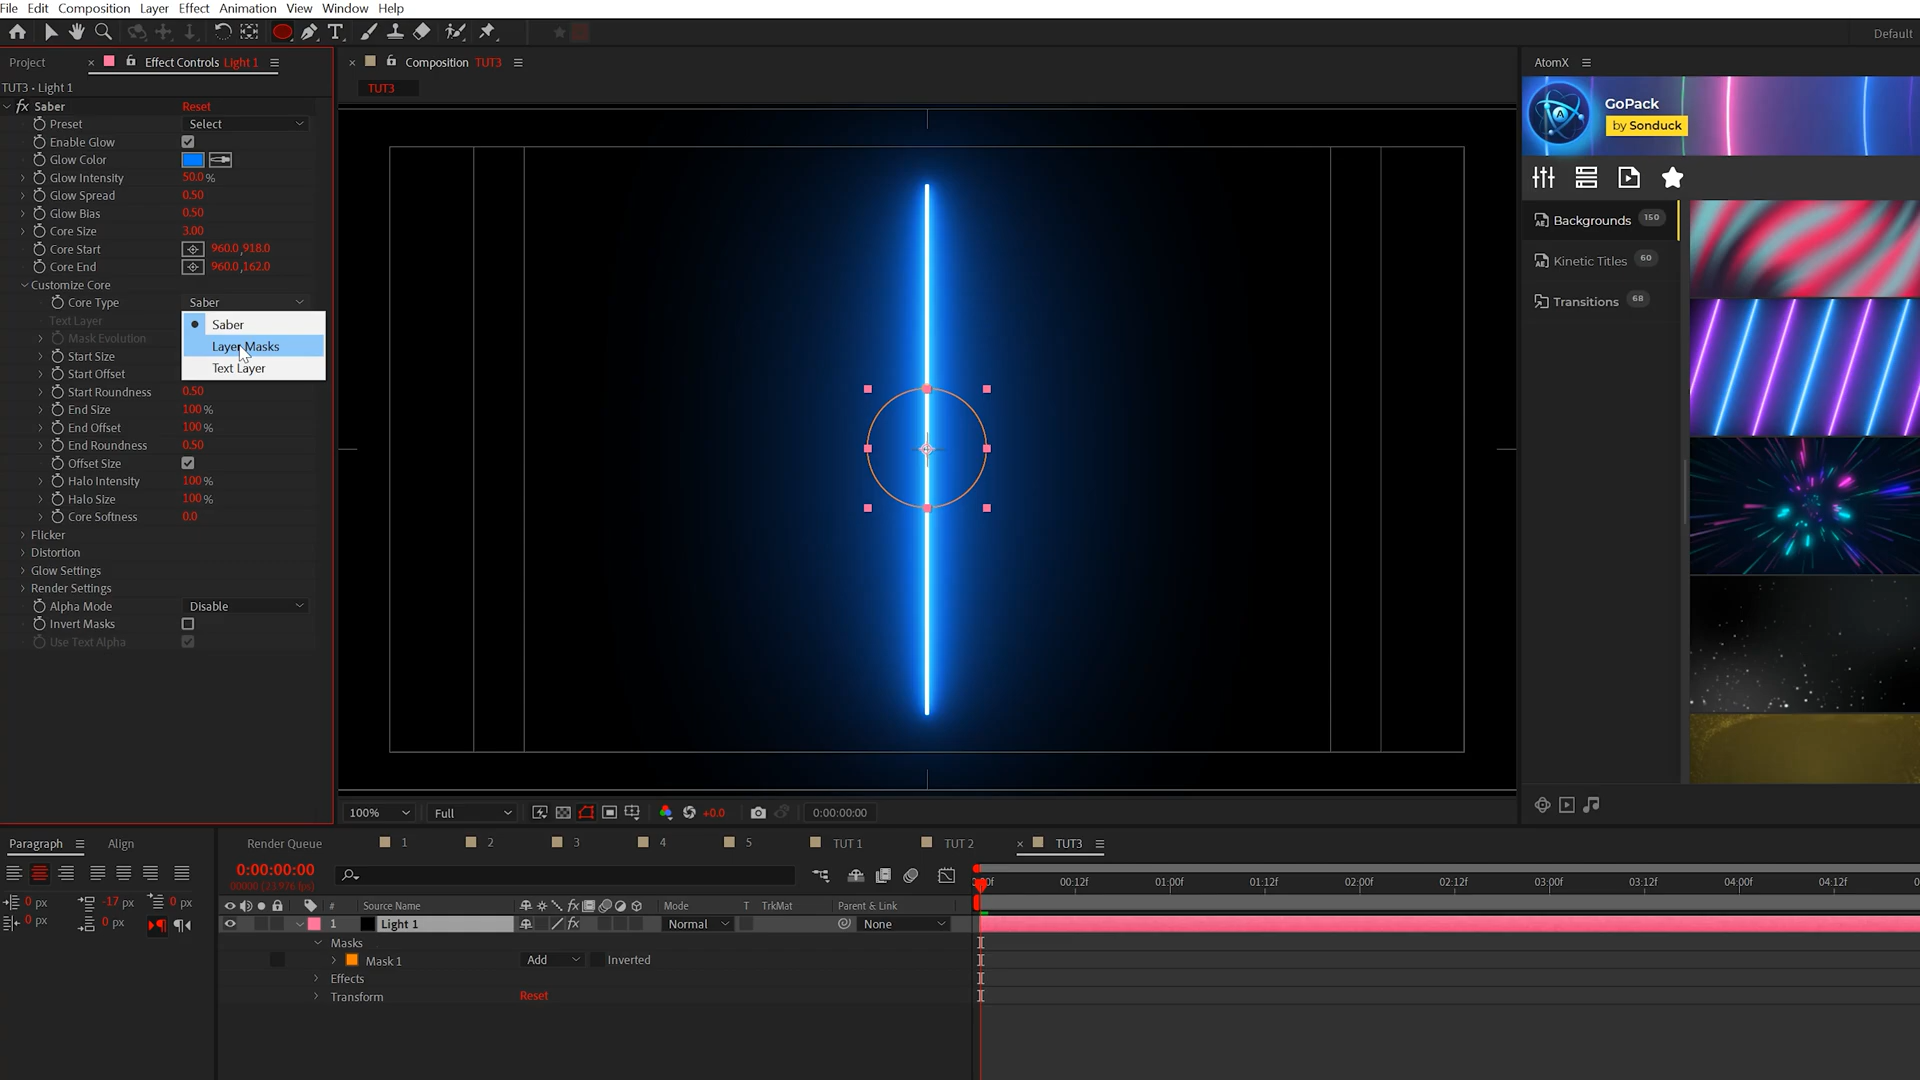 File Edit Composition Layer Effect Animation View Window Help
Default
Project
Effect Controls Light 1
TUT3 • Light 1
fx Saber Reset
Preset Select
Enable Glow
Glow Color
Glow Intensity 50.0 %
Glow Spread 0.50
Glow Bias 0.50
Core Size 3.00
Core Start 960.0,918.0
Core End 960.0,162.0
Customize Core
Core Type Saber
Text Layer
Mask Evolution
Start Size
Start Offset
Saber
Layer Masks
Text Layer
Start Roundness 0.50
End Size 100 %
End Offset 100 %
End Roundness 0.50
Offset Size
Halo Intensity 100 %
Halo Size 100 %
Core Softness 0.0
Flicker
Distortion
Glow Settings
Render Settings
Alpha Mode Disable
Invert Masks
Use Text Alpha
Composition TUT3
TUT3
100% Full +0.0 0:00:00:00
AtomX
GoPack
by Sonduck
Backgrounds 150
Kinetic Titles 60
Transitions 68
Paragraph Align
0 px -17 px 0 px
0 px 0 px
Render Queue 1 2 3 4 5 TUT 1 TUT 2 TUT3
0:00:00:00
00000 (23.976 fps)
00:12f 01:00f 01:12f 02:00f 02:12f 03:00f 03:12f 04:00f 04:12f
# Source Name fx Mode T TrkMat Parent & Link
1 Light 1 fx Normal None
Masks
Mask 1 Add Inverted
Effects
Transform Reset